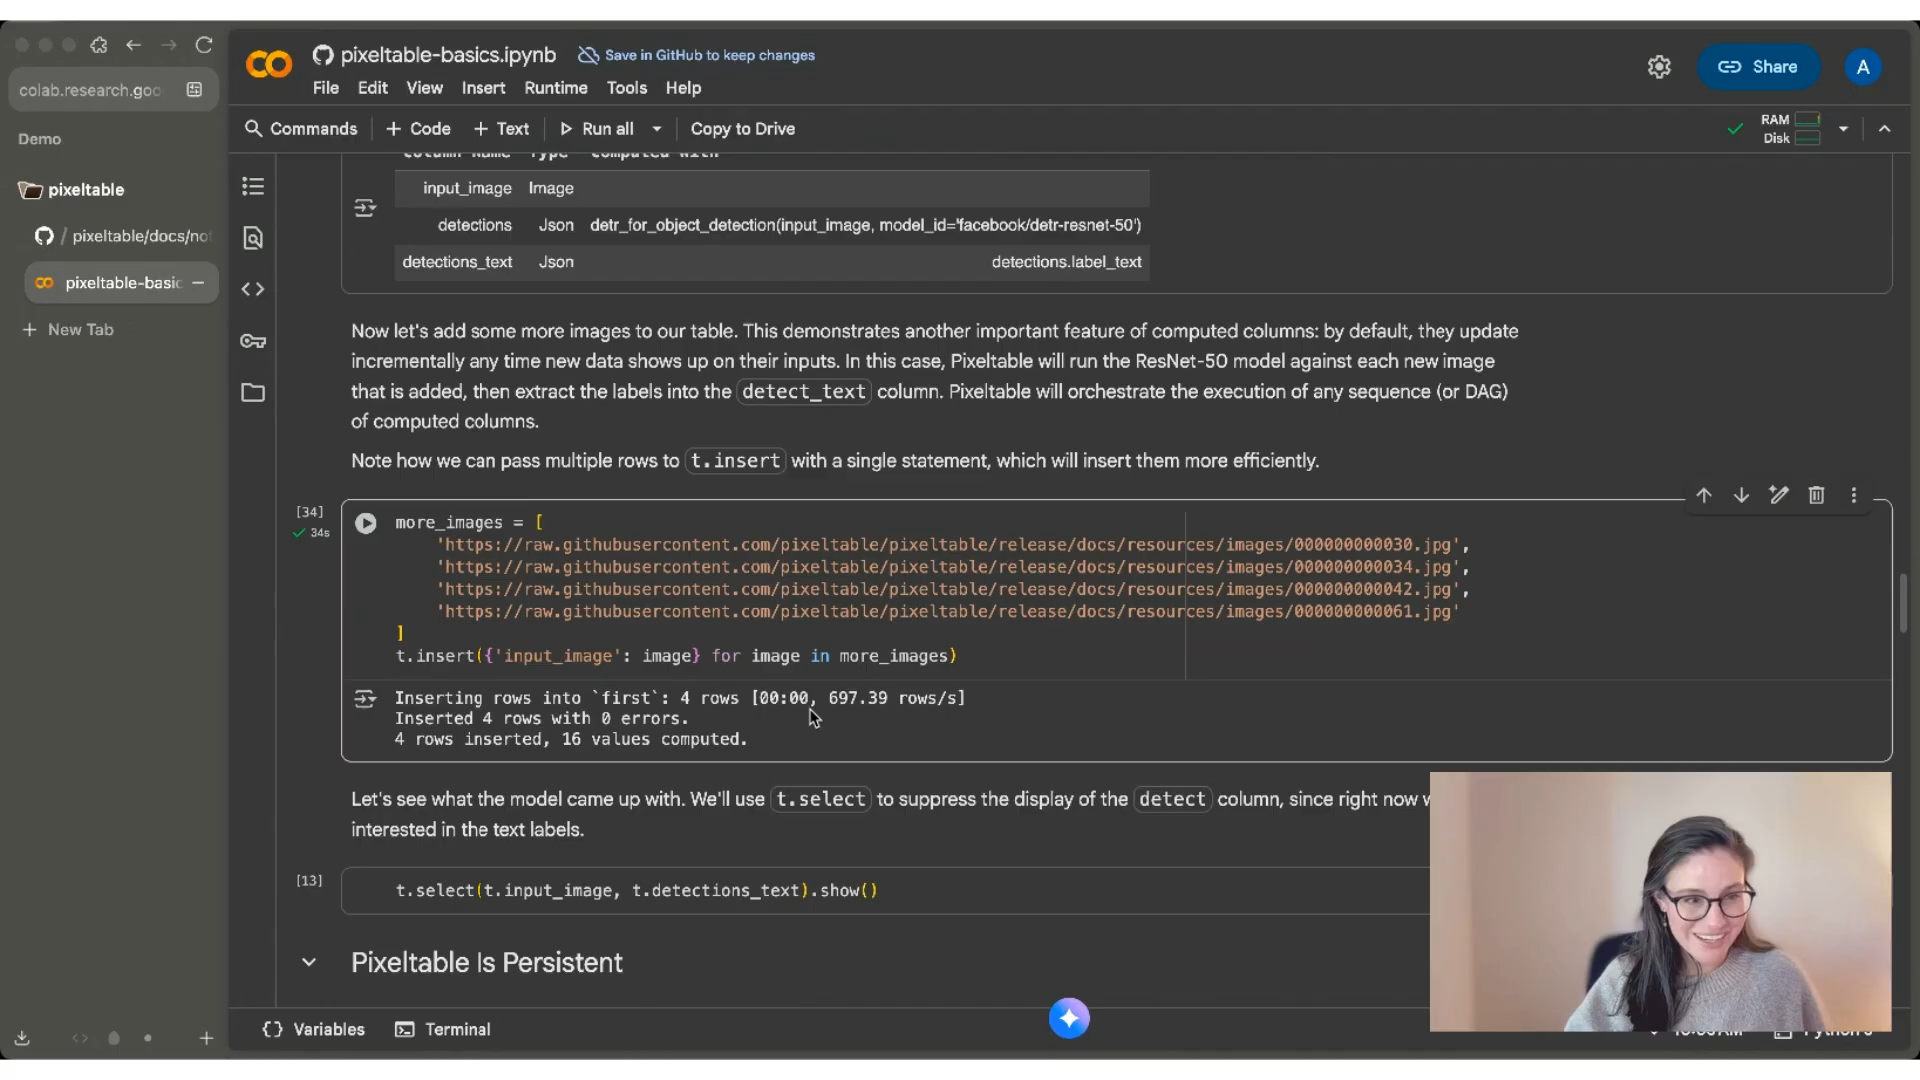 colab.research.goo
Demo
pixeltable
/ pixeltable/docs/not
pixeltable-basic
New Tab
CO
pixeltable-basics.ipynb
Save in GitHub to keep changes
File Edit View Insert Runtime Tools Help
Share
A
Commands + Code + Text Run all Copy to Drive
RAM
Disk
Column Name Type Computed With
input_image Image
detections Json detr_for_object_detection(input_image, model_id='facebook/detr-resnet-50')
detections_text Json detections.label_text
Now let's add some more images to our table. This demonstrates another important feature of computed columns: by default, they update
incrementally any time new data shows up on their inputs. In this case, Pixeltable will run the ResNet-50 model against each new image
that is added, then extract the labels into the detect_text column. Pixeltable will orchestrate the execution of any sequence (or DAG)
of computed columns.
Note how we can pass multiple rows to t.insert with a single statement, which will insert them more efficiently.
[34]
34s
more_images = [
'https://raw.githubusercontent.com/pixeltable/pixeltable/release/docs/resources/images/000000000030.jpg',
'https://raw.githubusercontent.com/pixeltable/pixeltable/release/docs/resources/images/000000000034.jpg',
'https://raw.githubusercontent.com/pixeltable/pixeltable/release/docs/resources/images/000000000042.jpg',
'https://raw.githubusercontent.com/pixeltable/pixeltable/release/docs/resources/images/000000000061.jpg'
]
t.insert({'input_image': image} for image in more_images)
Inserting rows into `first`: 4 rows [00:00, 697.39 rows/s]
Inserted 4 rows with 0 errors.
4 rows inserted, 16 values computed.
Let's see what the model came up with. We'll use t.select to suppress the display of the detect column, since right now
interested in the text labels.
[13]
t.select(t.input_image, t.detections_text).show()
Pixeltable Is Persistent
{} Variables Terminal